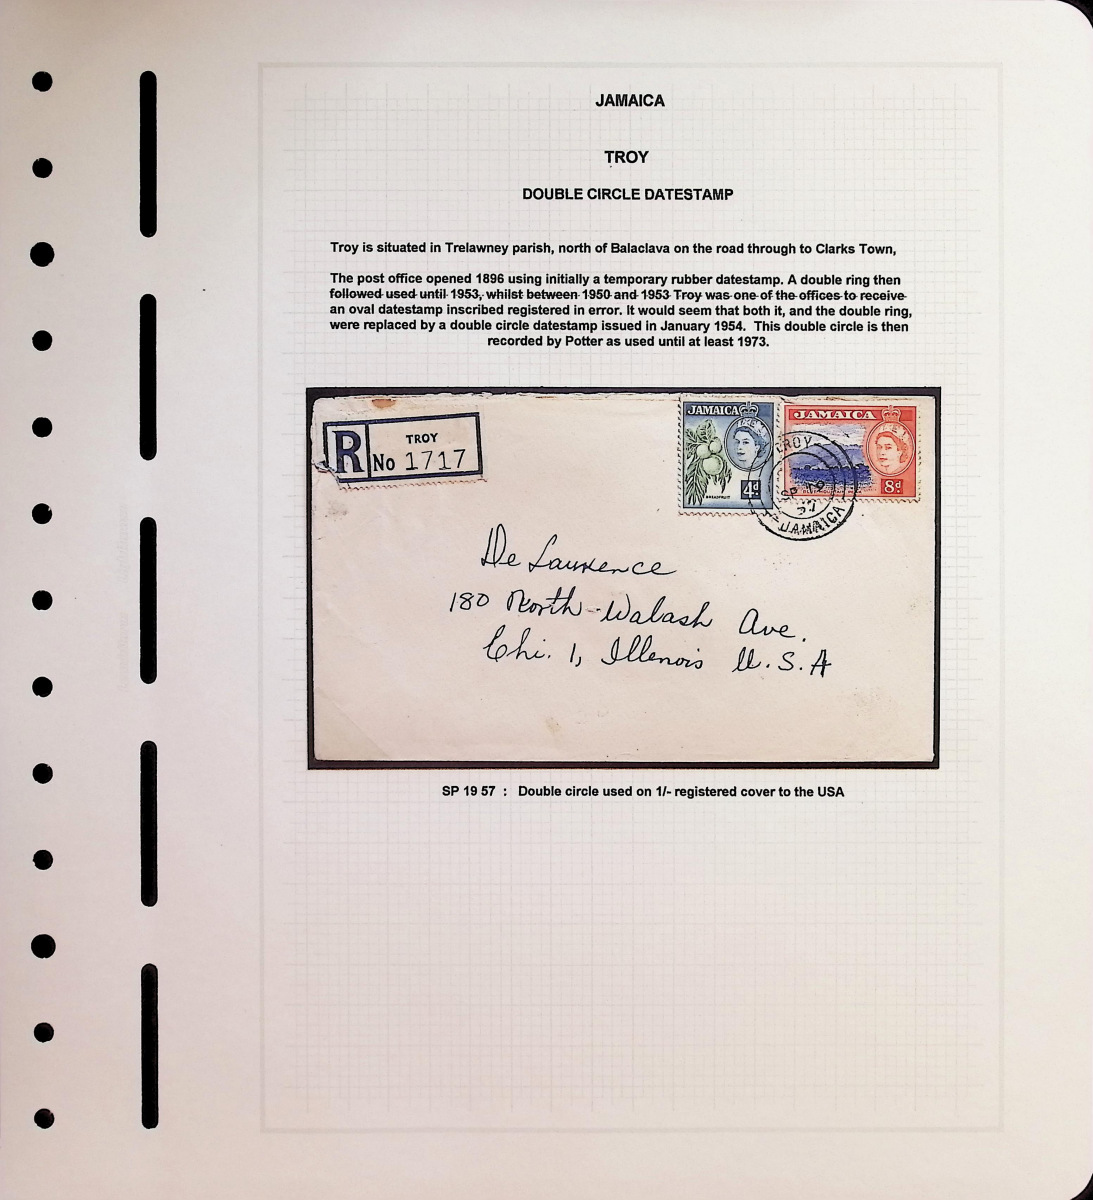 JAMAICA
TROY
DOUBLE CIRCLE DATESTAMP
Troy is situated in Trelawney parish, north of Balaclava on the road through to Clarks Town,
The post office opened 1896 using initially a temporary rubber datestamp. A double ring then
followed used until 1953, whilst between 1950 and 1953 Troy was one of the offices to receive
an oval datestamp inscribed registered in error. It would seem that both it, and the double ring,
were replaced by a double circle datestamp issued in January 1954. This double circle is then
recorded by Potter as used until at least 1973.
R
TROY
No 1717
JAMAICA
4d
BREADFRUIT
JAMAICA
8d
TROY
SP 19
57
JAMAICA
De Laurence
180 North Wabash Ave.
Chi. 1, Illenois U.S.A
SP 19 57 : Double circle used on 1/- registered cover to the USA